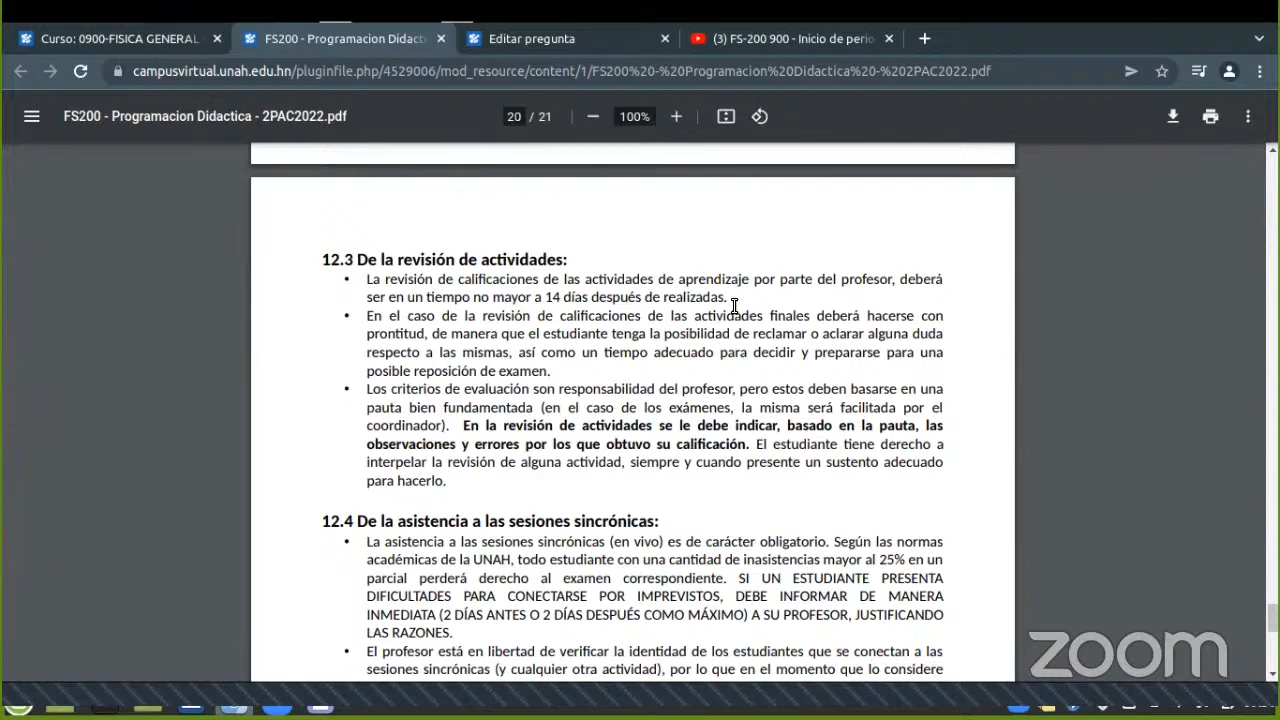 Curso: 0900-FISICA GENERAL
FS200 - Programacion Didact
Editar pregunta
(3) FS-200 900 - Inicio de perio
campusvirtual.unah.edu.hn/pluginfile.php/4529006/mod_resource/content/1/FS200%20-%20Programacion%20Didactica%20-%202PAC2022.pdf
FS200 - Programacion Didactica - 2PAC2022.pdf
20 / 21
100%
12.3 De la revisión de actividades:
• La revisión de calificaciones de las actividades de aprendizaje por parte del profesor, deberá
ser en un tiempo no mayor a 14 días después de realizadas.
• En el caso de la revisión de calificaciones de las actividades finales deberá hacerse con
prontitud, de manera que el estudiante tenga la posibilidad de reclamar o aclarar alguna duda
respecto a las mismas, así como un tiempo adecuado para decidir y prepararse para una
posible reposición de examen.
• Los criterios de evaluación son responsabilidad del profesor, pero estos deben basarse en una
pauta bien fundamentada (en el caso de los exámenes, la misma será facilitada por el
coordinador). En la revisión de actividades se le debe indicar, basado en la pauta, las
observaciones y errores por los que obtuvo su calificación. El estudiante tiene derecho a
interpelar la revisión de alguna actividad, siempre y cuando presente un sustento adecuado
para hacerlo.
12.4 De la asistencia a las sesiones sincrónicas:
• La asistencia a las sesiones sincrónicas (en vivo) es de carácter obligatorio. Según las normas
académicas de la UNAH, todo estudiante con una cantidad de inasistencias mayor al 25% en un
parcial perderá derecho al examen correspondiente. SI UN ESTUDIANTE PRESENTA
DIFICULTADES PARA CONECTARSE POR IMPREVISTOS, DEBE INFORMAR DE MANERA
INMEDIATA (2 DÍAS ANTES O 2 DÍAS DESPUÉS COMO MÁXIMO) A SU PROFESOR, JUSTIFICANDO
LAS RAZONES.
• El profesor está en libertad de verificar la identidad de los estudiantes que se conectan a las
sesiones sincrónicas (y cualquier otra actividad), por lo que en el momento que lo considere
zoom